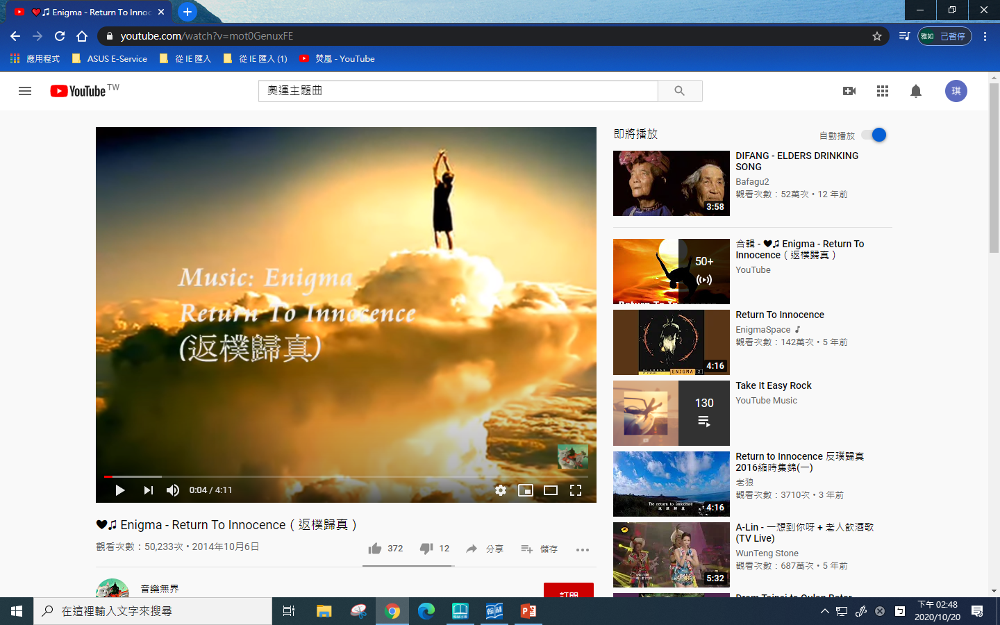 ❤♫ Enigma - Return To Innoc
youtube.com/watch?v=mot0GenuxFE
雅如 已暫停
應用程式 ASUS E-Service 從 IE 匯入 從 IE 匯入 (1) 焚風 - YouTube
YouTube TW
奧運主題曲
琪
Music: Enigma
Return To Innocence
(返樸歸真)
0:04 / 4:11
♥♫ Enigma - Return To Innocence ( 返樸歸真 )
觀看次數：50,233次 • 2014年10月6日
372 12 分享 儲存
音樂無界
訂閱
即將播放
自動播放
3:58
DIFANG - ELDERS DRINKING
SONG
Bafagu2
觀看次數：52萬次 • 12 年前
50+
合輯 - ♥♫ Enigma - Return To
Innocence ( 返樸歸真 )
YouTube
ENIGMA 2
4:16
Return To Innocence
EnigmaSpace ♪
觀看次數：142萬次 • 5 年前
130
Take It Easy Rock
YouTube Music
The return to innocence
返 樸 歸 真
4:16
Return to Innocence 反璞歸真
2016縮時集錦(一)
老狼
觀看次數：3710次 • 3 年前
5:32
A-Lin - 一想到你呀 + 老人飲酒歌
(TV Live)
WunTeng Stone
觀看次數：687萬次 • 5 年前
在這裡輸入文字來搜尋
下午 02:48
2020/10/20